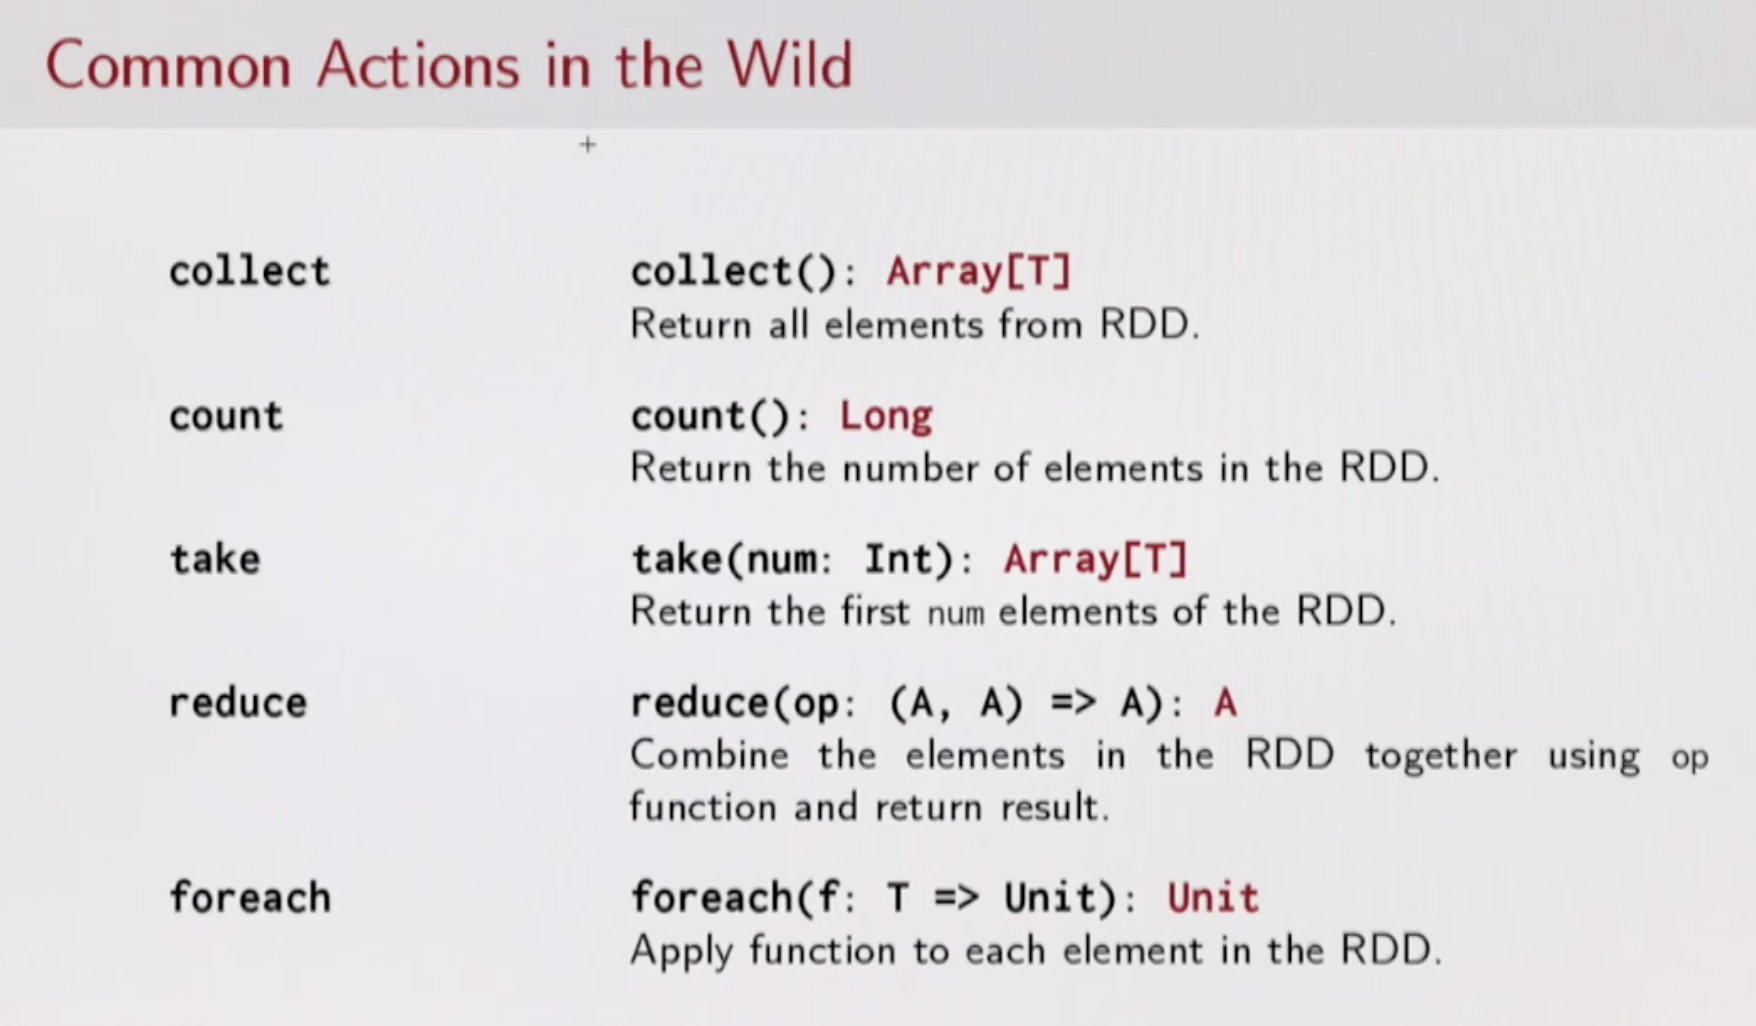 Common Actions in the Wild
collect collect(): Array[T]
Return all elements from RDD.
count count(): Long
Return the number of elements in the RDD.
take take(num: Int): Array[T]
Return the first num elements of the RDD.
reduce reduce(op: (A, A) => A): A
Combine the elements in the RDD together using op
function and return result.
foreach foreach(f: T => Unit): Unit
Apply function to each element in the RDD.